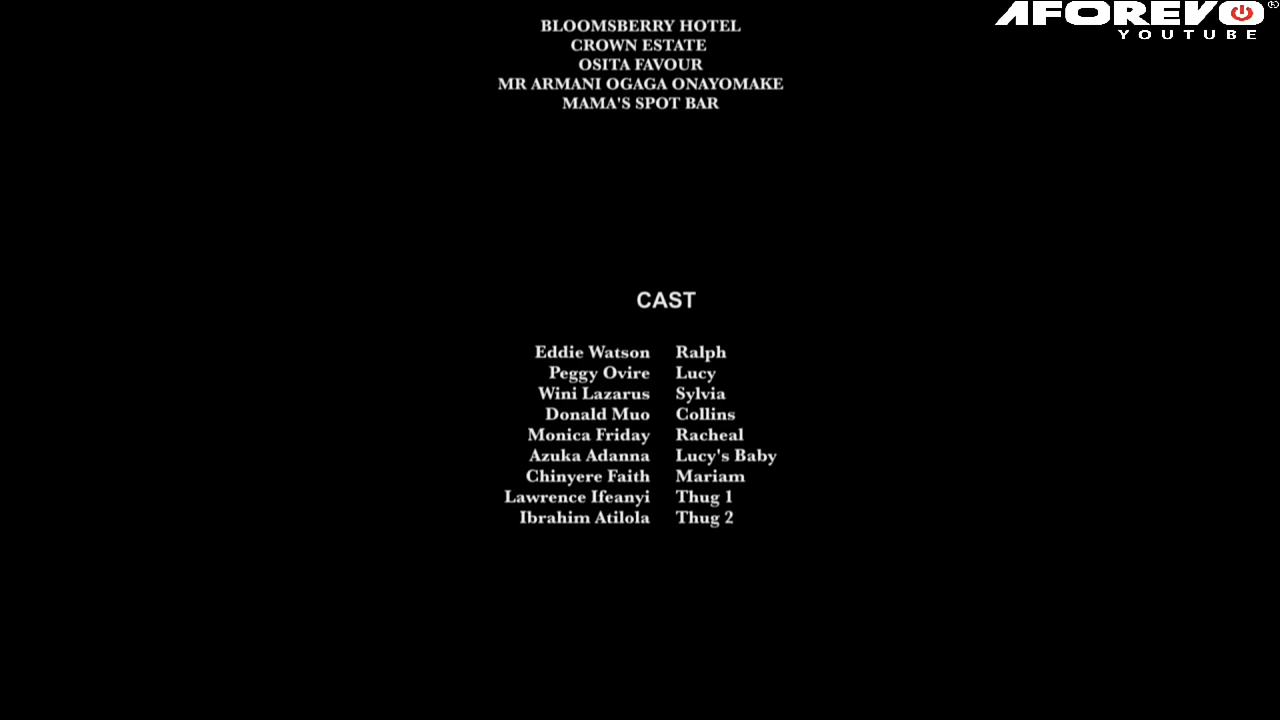 BLOOMSBERRY HOTEL
CROWN ESTATE
OSITA FAVOUR
MR ARMANI OGAGA ONAYOMAKE
MAMA'S SPOT BAR
AFOREVO
YOUTUBE
CAST
Eddie Watson Ralph
Peggy Ovire Lucy
Wini Lazarus Sylvia
Donald Muo Collins
Monica Friday Racheal
Azuka Adanna Lucy's Baby
Chinyere Faith Mariam
Lawrence Ifeanyi Thug 1
Ibrahim Atilola Thug 2